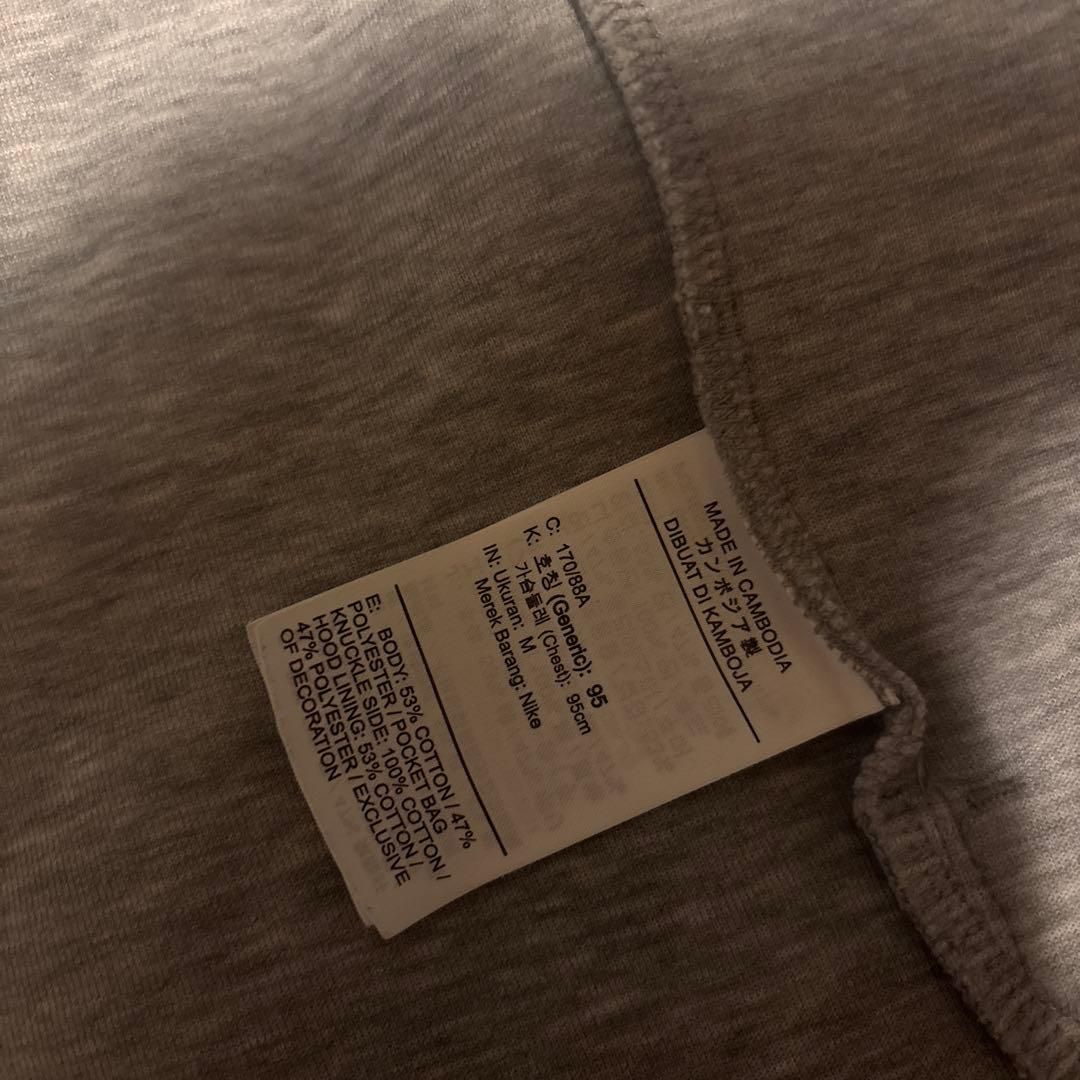 MADE IN CAMBODIA
カンボジア製
DIBUAT DI KAMBOJA
C: 170/88A
K: 호칭 (Generic): 95
가슴둘레 (Chest): 95cm
IN: Ukuran: M
Merek Barang: Nike
E: BODY: 53% COTTON / 47%
POLYESTER / POCKET BAG
KNUCKLE SIDE: 100% COTTON /
HOOD LINING: 53% COTTON /
47% POLYESTER / EXCLUSIVE
OF DECORATION